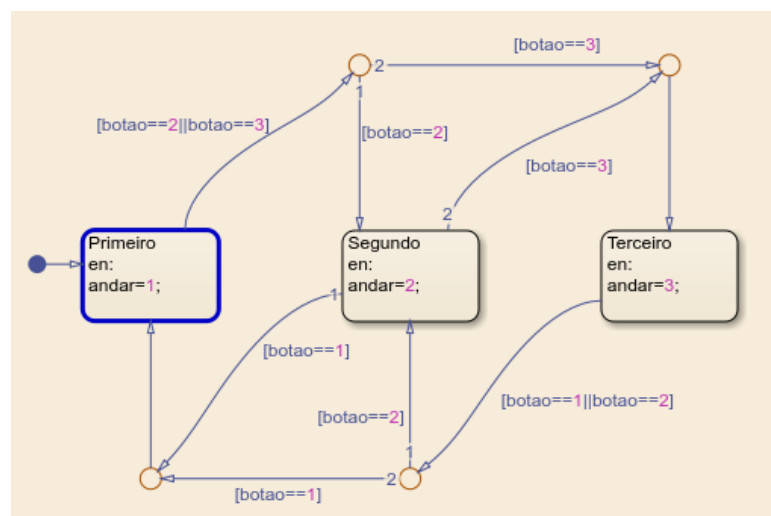 [botao==3]
2
1
[botao==2||botao==3]
[botao==2]
[botao==3]
2
Primeiro
en:
andar=1;
Segundo
en:
andar=2;
Terceiro
en:
andar=3;
1
[botao==1]
[botao==1||botao==2]
[botao==2]
1
2
[botao==1]